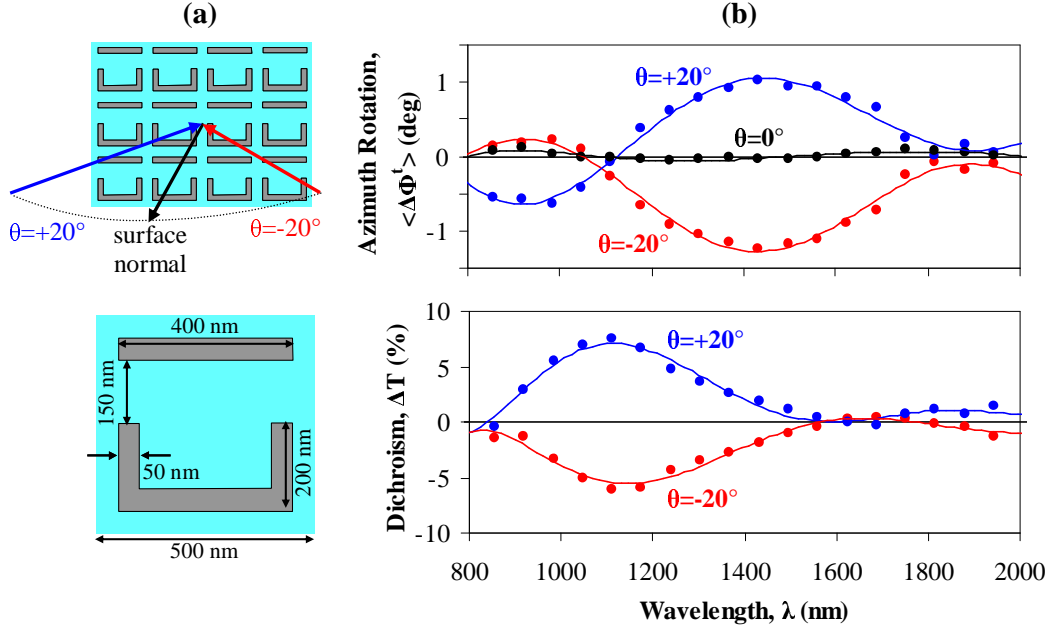 (a)
(b)
θ=+20°
surface
normal
θ=-20°
400 nm
150 nm
50 nm
200 nm
500 nm
Azimuth Rotation,
<ΔΦᵗ> (deg)
1
0
-1
θ=+20°
θ=0°
θ=-20°
Dichroism, ΔT (%)
10
5
0
-5
-10
θ=+20°
θ=-20°
800 1000 1200 1400 1600 1800 2000
Wavelength, λ (nm)